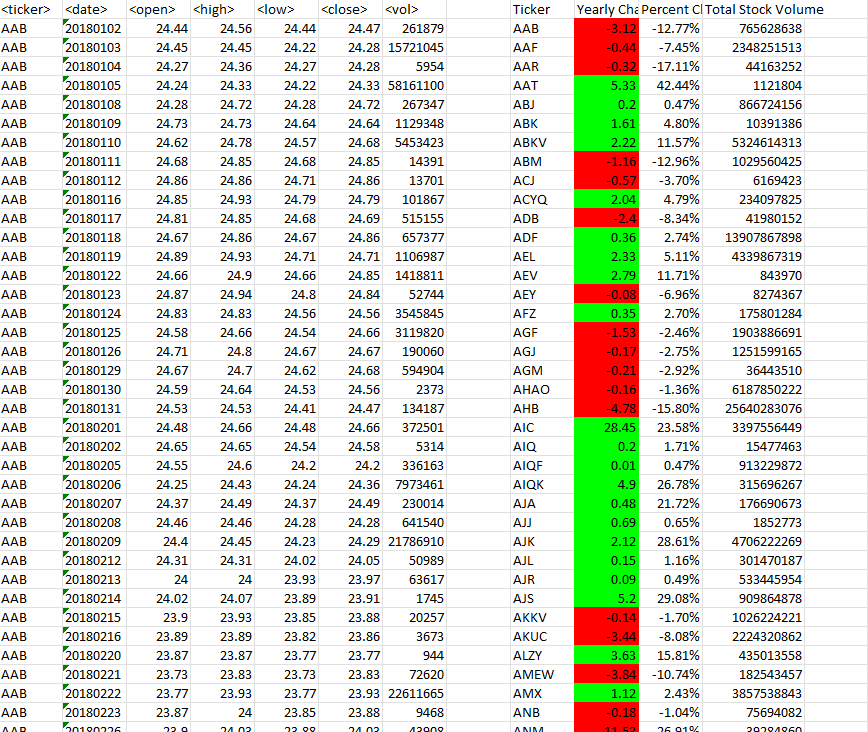 <ticker> <date> <open> <high> <low> <close> <vol> Ticker Yearly Cha Percent Cl Total Stock Volume
AAB 20180102 24.44 24.56 24.44 24.47 261879 AAB -3.12 -12.77% 765628638
AAB 20180103 24.45 24.45 24.22 24.28 15721045 AAF -0.44 -7.45% 2348251513
AAB 20180104 24.27 24.36 24.27 24.28 5954 AAR -0.32 -17.11% 44163252
AAB 20180105 24.24 24.33 24.22 24.33 58161100 AAT 5.33 42.44% 1121804
AAB 20180108 24.28 24.72 24.28 24.72 267347 ABJ 0.2 0.47% 866724156
AAB 20180109 24.73 24.73 24.64 24.64 1129348 ABK 1.61 4.80% 10391386
AAB 20180110 24.62 24.78 24.57 24.68 5453423 ABKV 2.22 11.57% 5324614313
AAB 20180111 24.68 24.85 24.68 24.85 14391 ABM -1.16 -12.96% 1029560425
AAB 20180112 24.86 24.86 24.71 24.86 13701 ACJ -0.57 -3.70% 6169423
AAB 20180116 24.85 24.93 24.79 24.79 101867 ACYQ 2.04 4.79% 234097825
AAB 20180117 24.81 24.85 24.68 24.69 515155 ADB -2.4 -8.34% 41980152
AAB 20180118 24.67 24.86 24.67 24.86 657377 ADF 0.36 2.74% 13907867898
AAB 20180119 24.89 24.93 24.71 24.71 1106987 AEL 2.33 5.11% 4339867319
AAB 20180122 24.66 24.9 24.66 24.85 1418811 AEV 2.79 11.71% 843970
AAB 20180123 24.87 24.94 24.8 24.84 52744 AEY -0.08 -6.96% 8274367
AAB 20180124 24.83 24.83 24.56 24.56 3545845 AFZ 0.35 2.70% 175801284
AAB 20180125 24.58 24.66 24.54 24.66 3119820 AGF -1.53 -2.46% 1903886691
AAB 20180126 24.71 24.8 24.67 24.67 190060 AGJ -0.17 -2.75% 1251599165
AAB 20180129 24.67 24.7 24.62 24.68 594904 AGM -0.21 -2.92% 36443510
AAB 20180130 24.59 24.64 24.53 24.56 2373 AHAO -0.16 -1.36% 6187850222
AAB 20180131 24.53 24.53 24.41 24.47 134187 AHB -4.78 -15.80% 25640283076
AAB 20180201 24.48 24.66 24.48 24.66 372501 AIC 28.45 23.58% 3397556449
AAB 20180202 24.65 24.65 24.54 24.58 5314 AIQ 0.2 1.71% 15477463
AAB 20180205 24.55 24.6 24.2 24.2 336163 AIQF 0.01 0.47% 913229872
AAB 20180206 24.25 24.43 24.24 24.36 7973461 AIQK 4.9 26.78% 315696267
AAB 20180207 24.37 24.49 24.37 24.49 230014 AJA 0.48 21.72% 176690673
AAB 20180208 24.46 24.46 24.28 24.28 641540 AJJ 0.69 0.65% 1852773
AAB 20180209 24.4 24.45 24.23 24.29 21786910 AJK 2.12 28.61% 4706222269
AAB 20180212 24.31 24.31 24.02 24.05 50989 AJL 0.15 1.16% 301470187
AAB 20180213 24 24 23.93 23.97 63617 AJR 0.09 0.49% 533445954
AAB 20180214 24.02 24.07 23.89 23.91 1745 AJS 5.2 29.08% 909864878
AAB 20180215 23.9 23.93 23.85 23.88 20257 AKKV -0.14 -1.70% 1026224221
AAB 20180216 23.89 23.89 23.82 23.86 3673 AKUC -3.44 -8.08% 2224320862
AAB 20180220 23.87 23.87 23.77 23.77 944 ALZY 3.63 15.81% 435013558
AAB 20180221 23.73 23.83 23.73 23.83 72620 AMEW -3.84 -10.74% 182543457
AAB 20180222 23.77 23.93 23.77 23.93 22611665 AMX 1.12 2.43% 3857538843
AAB 20180223 23.87 24 23.85 23.88 9468 ANB -0.18 -1.04% 75694082
AAB 20180226 23.9 24.03 23.88 24.03 43908 ANM 26.91% 39284860